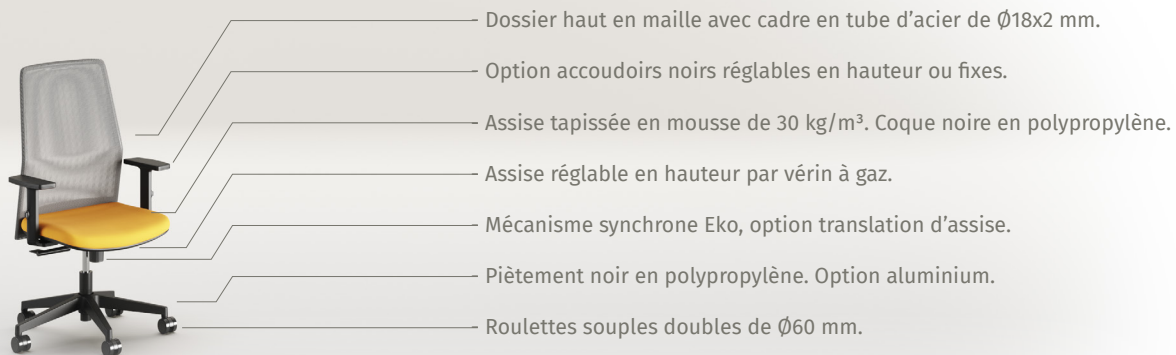 Dossier haut en maille avec cadre en tube d’acier de Ø18x2 mm.
Option accoudoirs noirs réglables en hauteur ou fixes.
Assise tapissée en mousse de 30 kg/m³. Coque noire en polypropylène.
Assise réglable en hauteur par vérin à gaz.
Mécanisme synchrone Eko, option translation d’assise.
Piètement noir en polypropylène. Option aluminium.
Roulettes souples doubles de Ø60 mm.